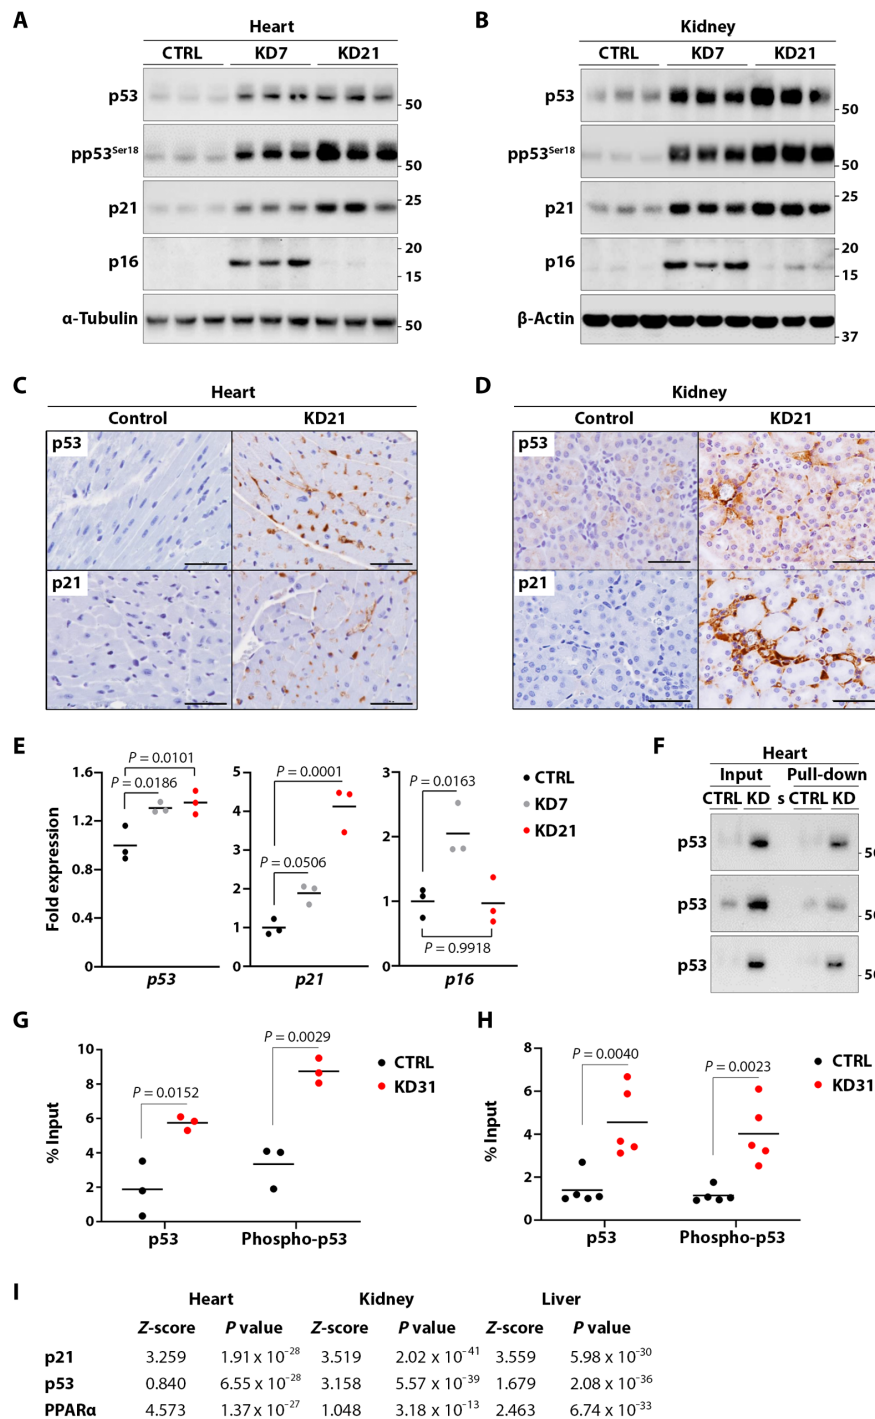 A
Heart
CTRL KD7 KD21
p53
50
pp53Ser18
50
p21
25
p16
20
15
α-Tubulin
50
B
Kidney
CTRL KD7 KD21
p53
50
pp53Ser18
50
p21
25
p16
20
15
β-Actin
37
C
Heart
Control KD21
p53
p21
D
Kidney
Control KD21
p53
p21
E
Fold expression
P = 0.0101
P = 0.0186
1.6
1.2
0.8
0.4
0
p53
P = 0.0001
P = 0.0506
5
4
3
2
1
0
p21
P = 0.0163
P = 0.9918
3
2
1
0
p16
CTRL
KD7
KD21
F
Heart
Input Pull-down
CTRL KD s CTRL KD
p53
50
p53
50
p53
50
G
% Input
10
8
6
4
2
0
P = 0.0152
P = 0.0029
p53 Phospho-p53
CTRL
KD31
H
% Input
8
6
4
2
0
P = 0.0040
P = 0.0023
p53 Phospho-p53
CTRL
KD31
I
Heart Kidney Liver
Z-score P value Z-score P value Z-score P value
p21 3.259 1.91 x 10⁻²⁸ 3.519 2.02 x 10⁻⁴¹ 3.559 5.98 x 10⁻³⁰
p53 0.840 6.55 x 10⁻²⁸ 3.158 5.57 x 10⁻³⁹ 1.679 2.08 x 10⁻³⁶
PPARα 4.573 1.37 x 10⁻²⁷ 1.048 3.18 x 10⁻¹³ 2.463 6.74 x 10⁻³³